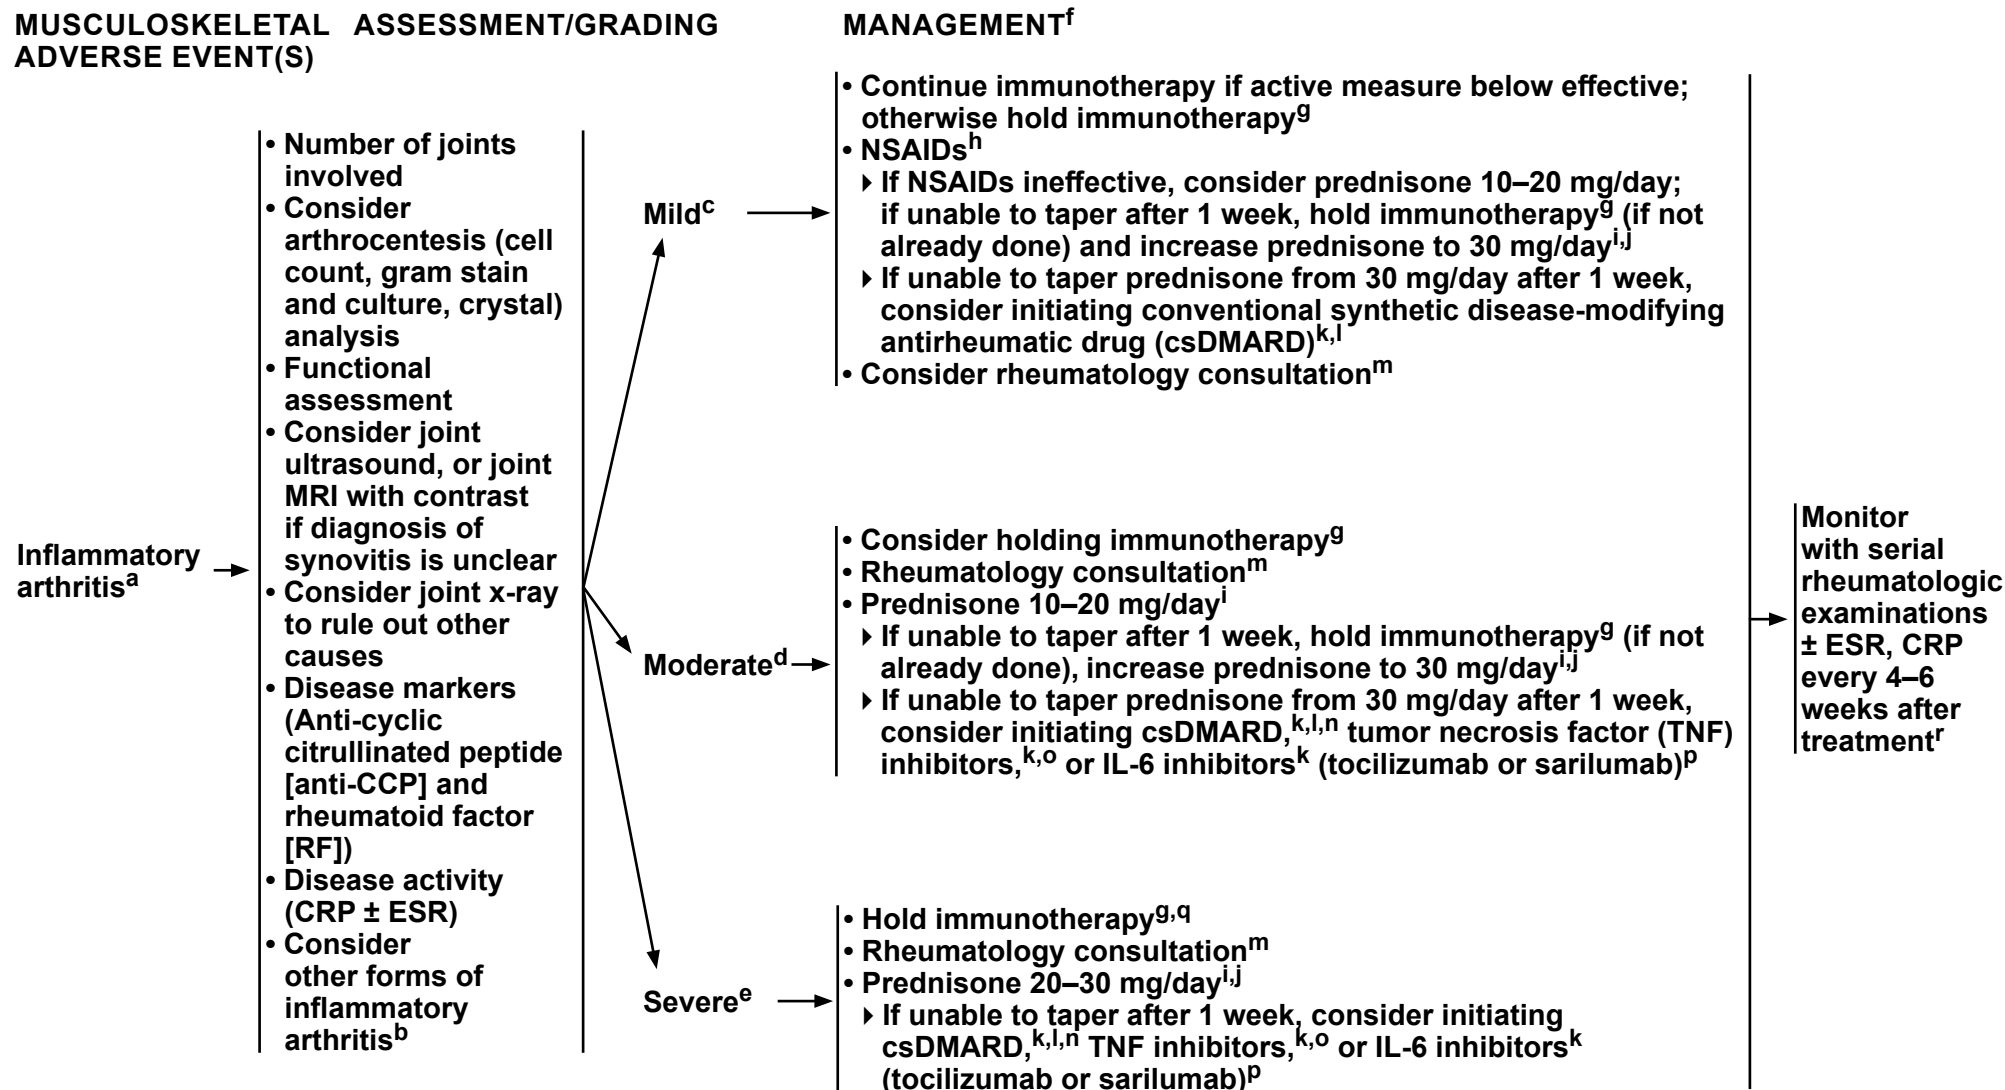 MUSCULOSKELETAL ASSESSMENT/GRADING
ADVERSE EVENT(S)
MANAGEMENTf
Inflammatory
arthritisa
• Number of joints
involved
• Consider
arthrocentesis (cell
count, gram stain
and culture, crystal)
analysis
• Functional
assessment
• Consider joint
ultrasound, or joint
MRI with contrast
if diagnosis of
synovitis is unclear
• Consider joint x-ray
to rule out other
causes
• Disease markers
(Anti-cyclic
citrullinated peptide
[anti-CCP] and
rheumatoid factor
[RF])
• Disease activity
(CRP ± ESR)
• Consider
other forms of
inflammatory
arthritisb
Mildc
• Continue immunotherapy if active measure below effective;
otherwise hold immunotherapyg
• NSAIDsh
If NSAIDs ineffective, consider prednisone 10–20 mg/day;
if unable to taper after 1 week, hold immunotherapyg (if not
already done) and increase prednisone to 30 mg/dayi,j
If unable to taper prednisone from 30 mg/day after 1 week,
consider initiating conventional synthetic disease-modifying
antirheumatic drug (csDMARD)k,l
• Consider rheumatology consultationm
Moderated
• Consider holding immunotherapyg
• Rheumatology consultationm
• Prednisone 10–20 mg/dayi
If unable to taper after 1 week, hold immunotherapyg (if not
already done), increase prednisone to 30 mg/dayi,j
If unable to taper prednisone from 30 mg/day after 1 week,
consider initiating csDMARD,k,l,n tumor necrosis factor (TNF)
inhibitors,k,o or IL-6 inhibitorsk (tocilizumab or sarilumab)p
Severee
• Hold immunotherapyg,q
• Rheumatology consultationm
• Prednisone 20–30 mg/dayi,j
If unable to taper after 1 week, consider initiating
csDMARD,k,l,n TNF inhibitors,k,o or IL-6 inhibitorsk
(tocilizumab or sarilumab)p
Monitor
with serial
rheumatologic
examinations
± ESR, CRP
every 4–6
weeks after
treatmentr